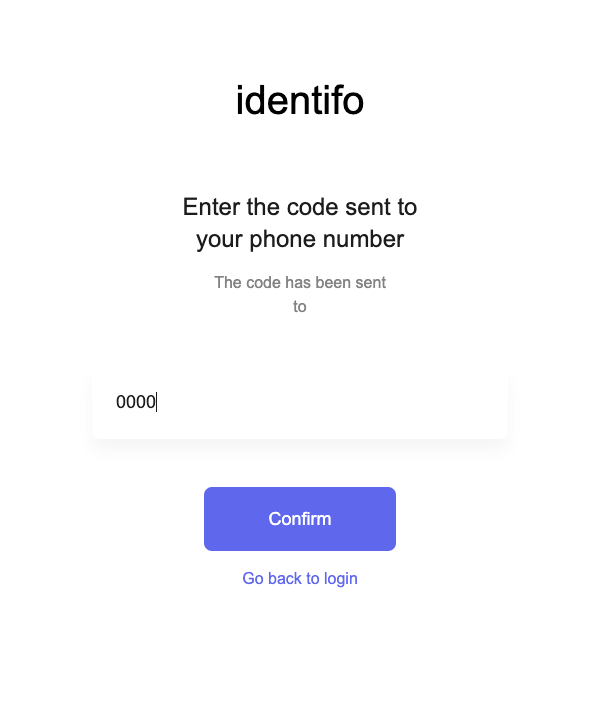 identifo
Enter the code sent to
your phone number
The code has been sent
to
0000
Confirm
Go back to login